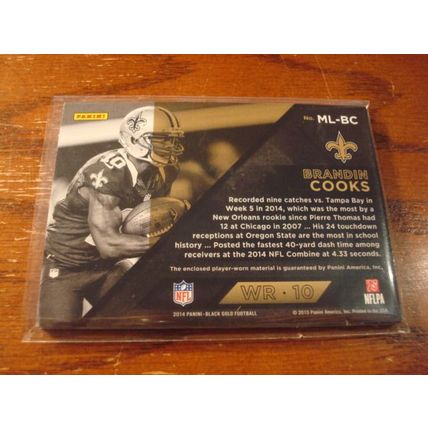 PANINI
No. ML-BC
BRANDIN
COOKS
Recorded nine catches vs. Tampa Bay in
Week 5 in 2014, which was the most by a
New Orleans rookie since Pierre Thomas had
12 at Chicago in 2007 ... His 24 touchdown
receptions at Oregon State are the most in school
history ... Posted the fastest 40-yard dash time among
receivers at the 2014 NFL Combine at 4.33 seconds.
The enclosed player-worn material is guaranteed by Panini America, Inc.
NFL
WR · 10
NFLPA
2014 PANINI - BLACK GOLD FOOTBALL
© 2015 Panini America, Inc. Printed in the USA.